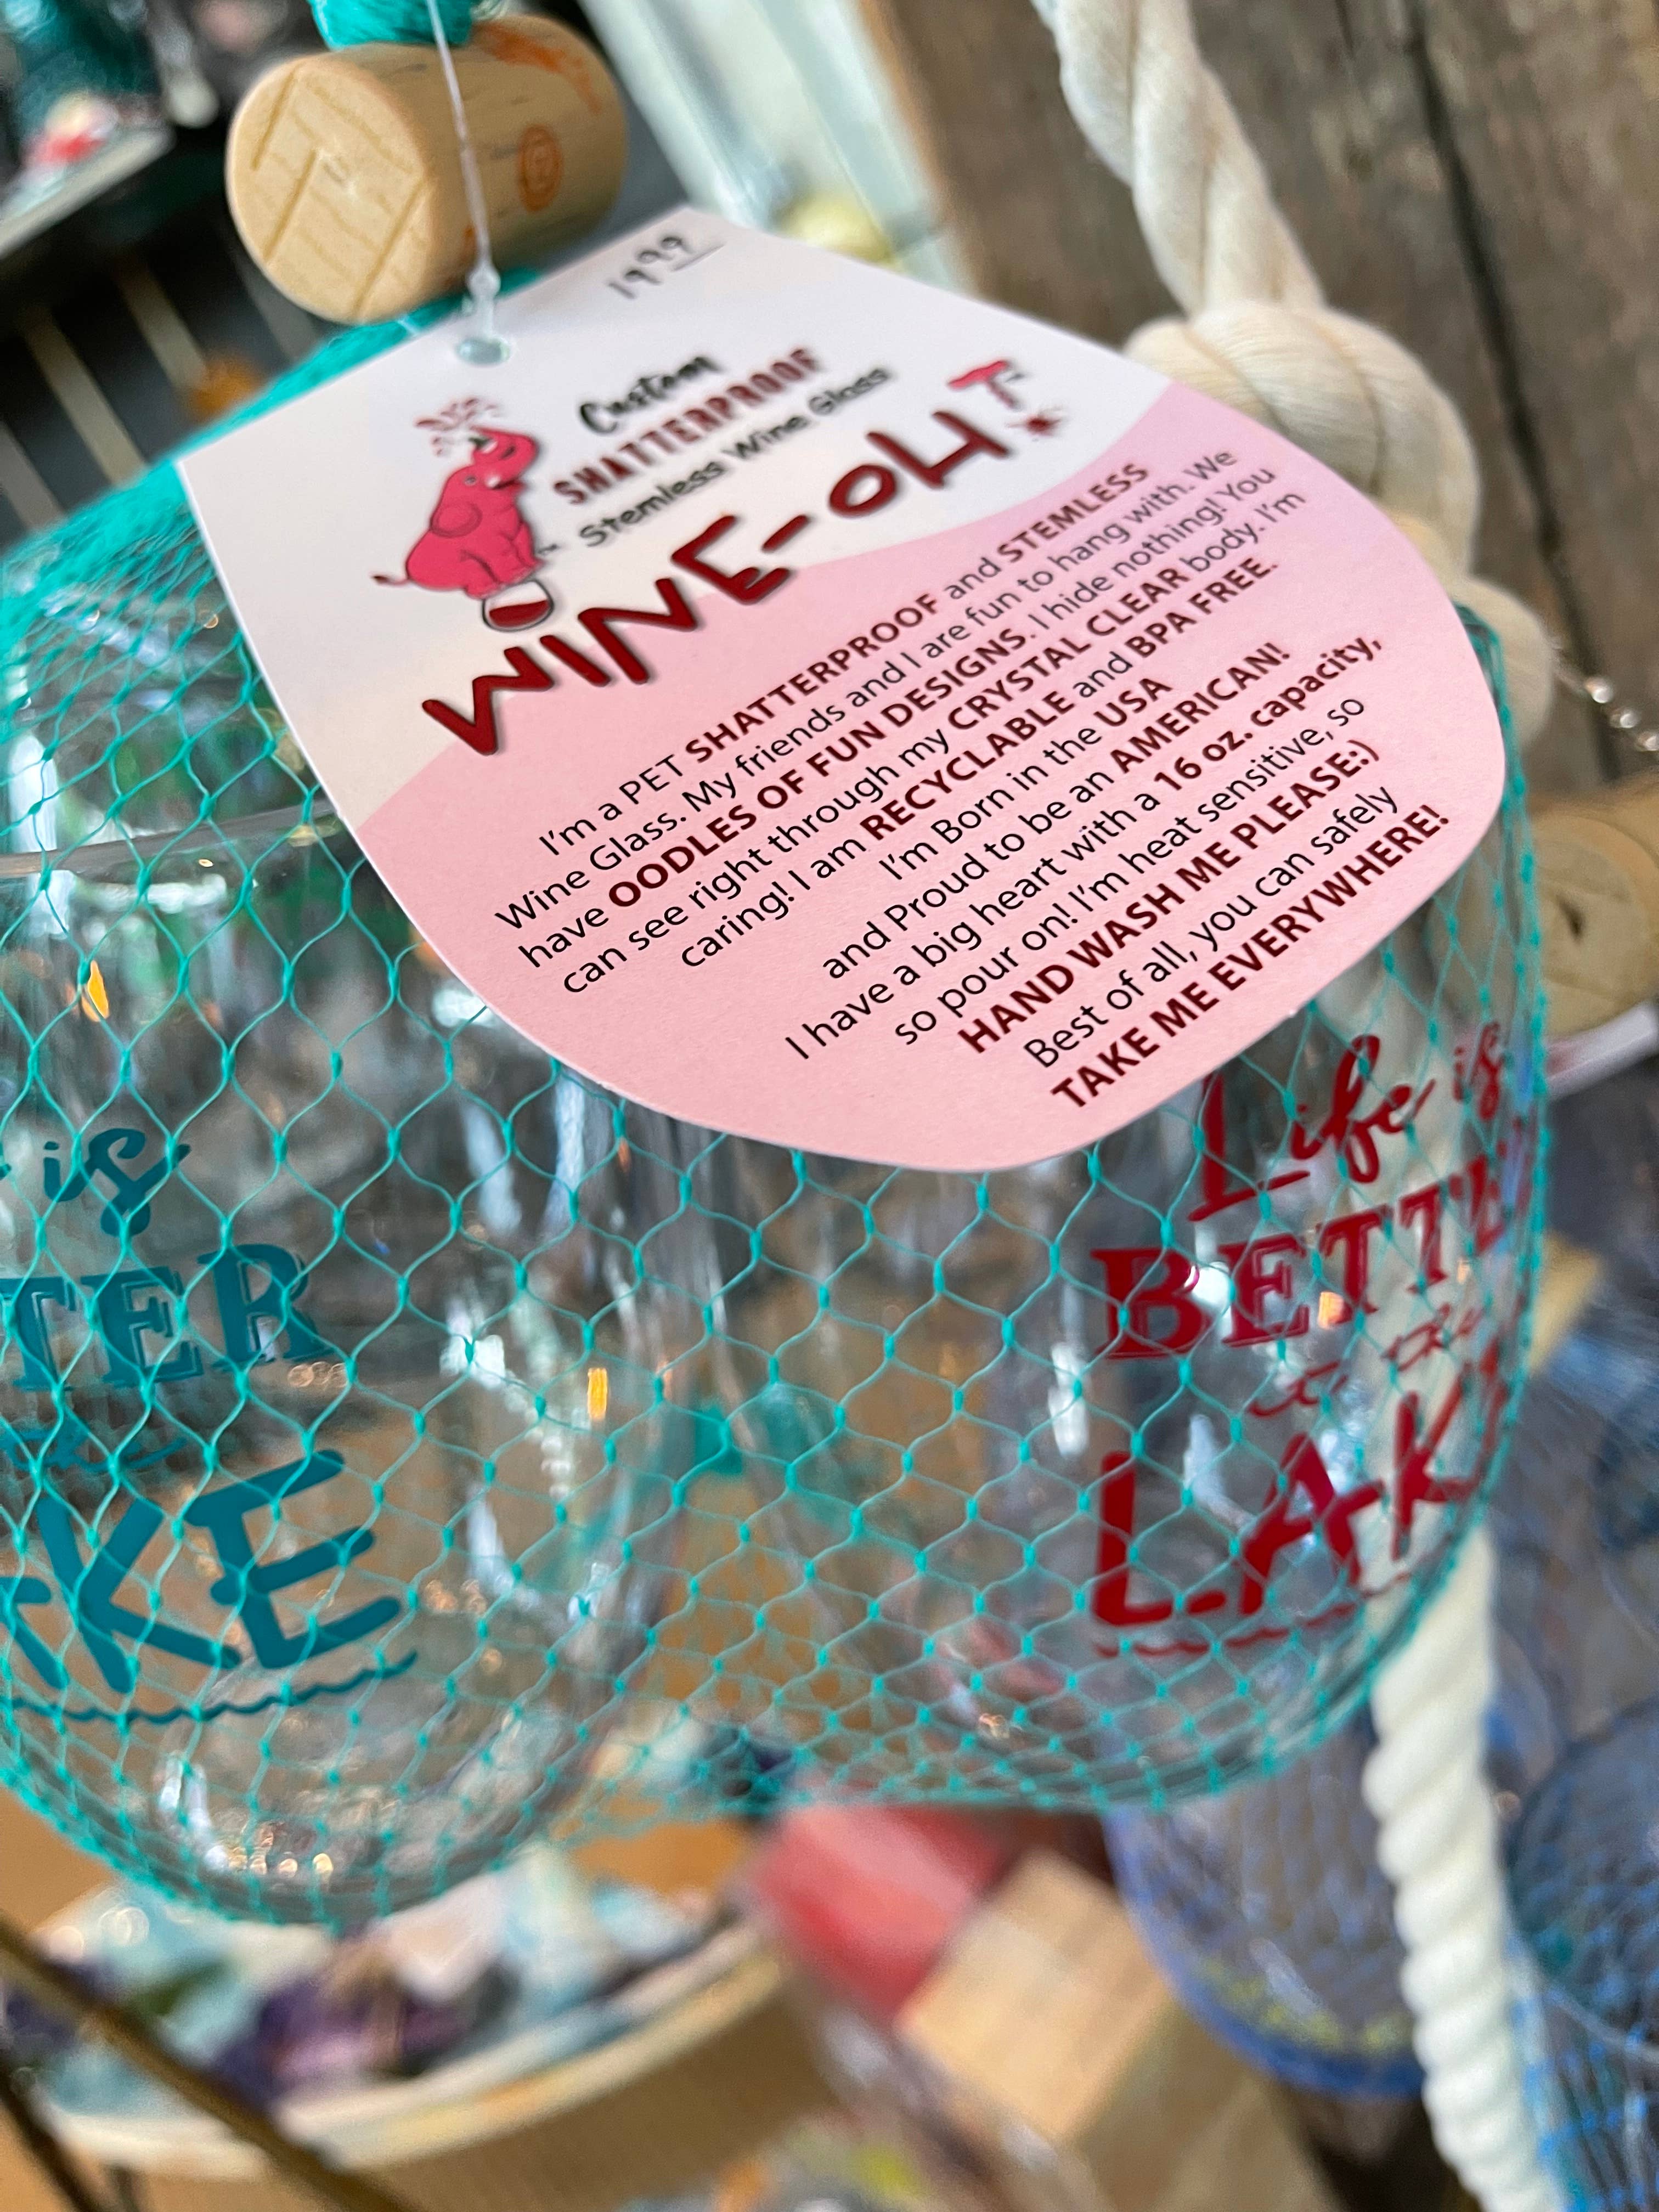 19.99
Custom
SHATTERPROOF
Stemless Wine Glass
™
WINE-OH!
I'm a PET SHATTERPROOF and STEMLESS
Wine Glass. My friends and I are fun to hang with. We
have OODLES OF FUN DESIGNS. I hide nothing! You
can see right through my CRYSTAL CLEAR body. I'm
caring! I am RECYCLABLE and BPA FREE.
I'm Born in the USA
and Proud to be an AMERICAN!
I have a big heart with a 16 oz. capacity,
so pour on! I'm heat sensitive, so
HAND WASH ME PLEASE:)
Best of all, you can safely
TAKE ME EVERYWHERE!
is
TER
KE
Life is
BETTE
LAK